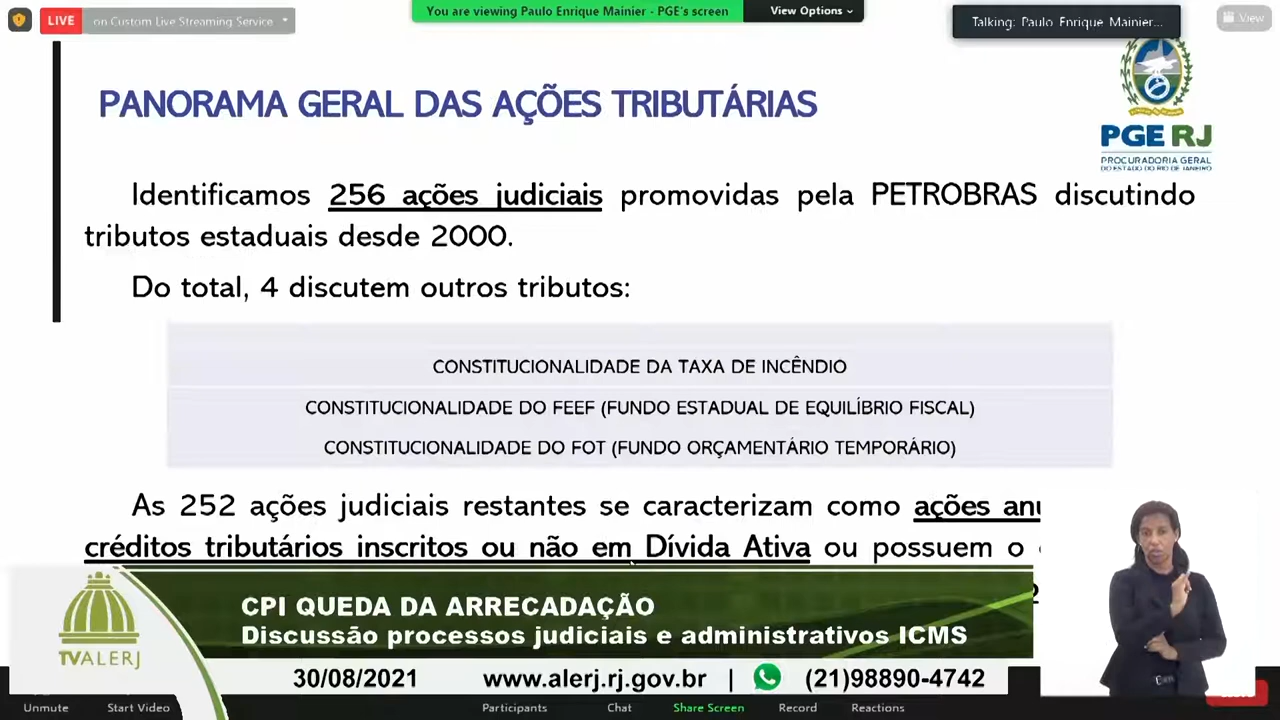 LIVE on Custom Live Streaming Service
You are viewing Paulo Enrique Mainier - PGE's screen
View Options
Talking: Paulo Enrique Mainier...
View
PANORAMA GERAL DAS AÇÕES TRIBUTÁRIAS
PGE RJ
PROCURADORIA GERAL
DO ESTADO DO RIO DE JANEIRO
Identificamos 256 ações judiciais promovidas pela PETROBRAS discutindo
tributos estaduais desde 2000.
Do total, 4 discutem outros tributos:
CONSTITUCIONALIDADE DA TAXA DE INCÊNDIO
CONSTITUCIONALIDADE DO FEEF (FUNDO ESTADUAL DE EQUILÍBRIO FISCAL)
CONSTITUCIONALIDADE DO FOT (FUNDO ORÇAMENTÁRIO TEMPORÁRIO)
As 252 ações judiciais restantes se caracterizam como ações
créditos tributários inscritos ou não em Dívida Ativa ou possuem o
CPI QUEDA DA ARRECADAÇÃO
Discussão processos judiciais e administrativos ICMS
TVALERJ
30/08/2021 www.alerj.rj.gov.br | (21)98890-4742
Unmute Start Video Participants Chat Share Screen Record Reactions